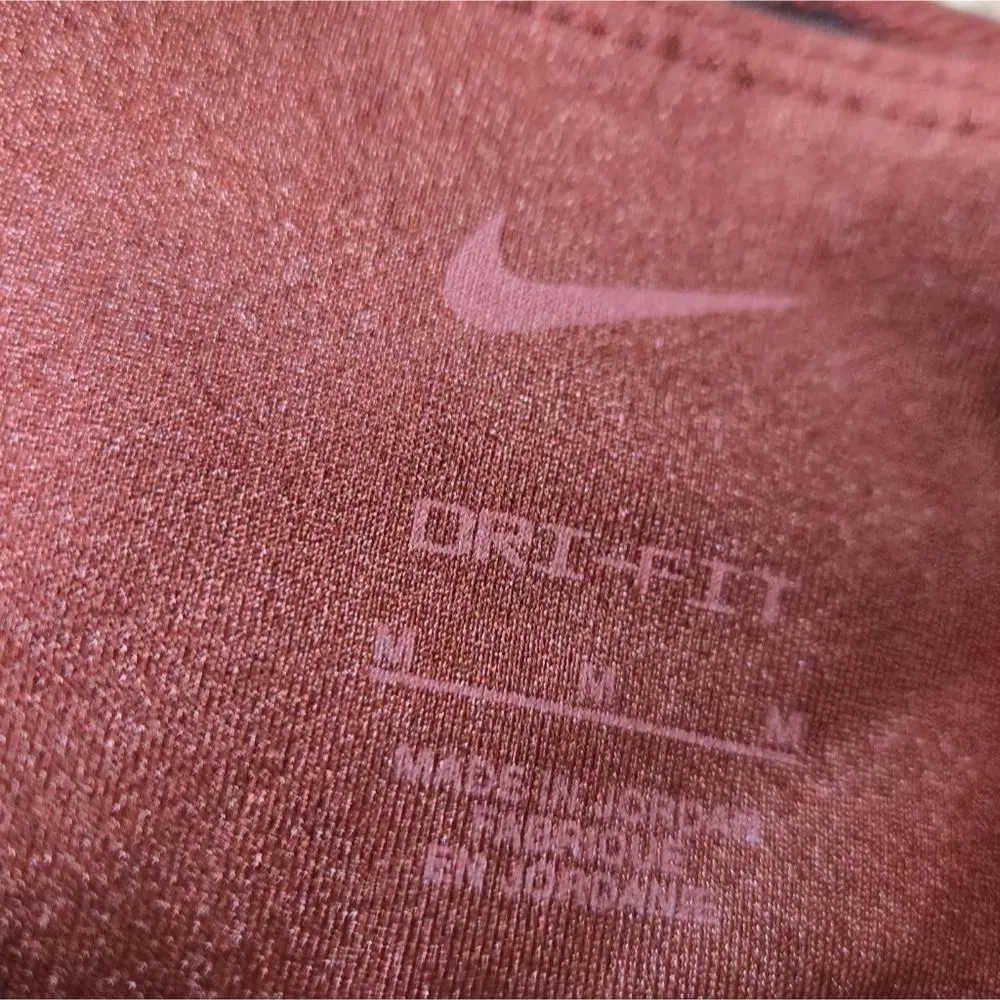 DRI-FIT
M M M
MADE IN JORDAN
FABRIQUE
EN JORDANIE